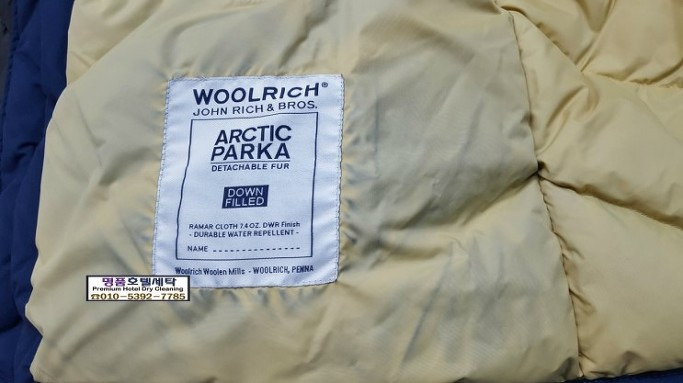 WOOLRICH®
JOHN RICH & BROS.
ARCTIC
PARKA
DETACHABLE FUR
DOWN
FILLED
RAMAR CLOTH 7.4 OZ. DWR Finish
- DURABLE WATER REPELLENT -
NAME --------------
Woolrich Woolen Mills - WOOLRICH, PENNA
명품호텔세탁
Premium Hotel Dry Cleaning
☎010-5392-7785